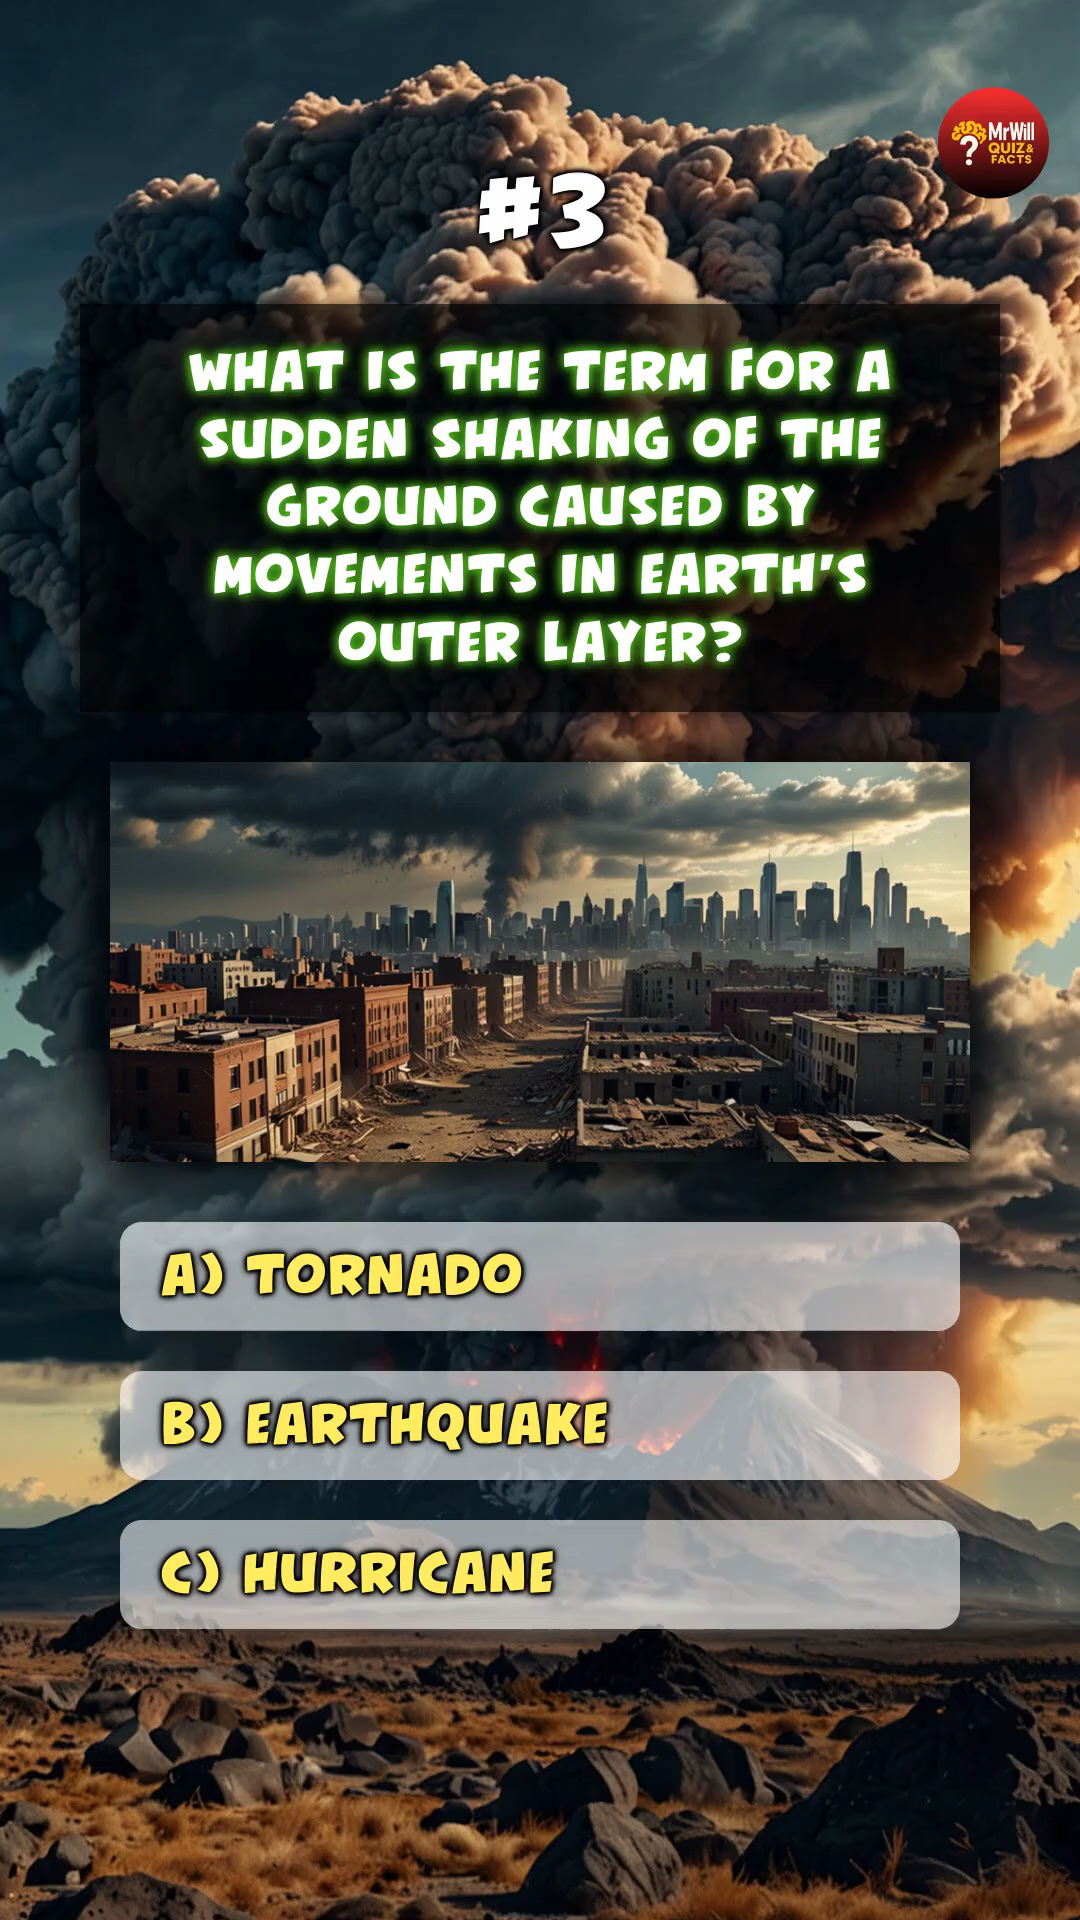 MrWill
QUIZ&
FACTS
?
#3
WHAT IS THE TERM FOR A
SUDDEN SHAKING OF THE
GROUND CAUSED BY
MOVEMENTS IN EARTH'S
OUTER LAYER?
A) TORNADO
B) EARTHQUAKE
C) HURRICANE